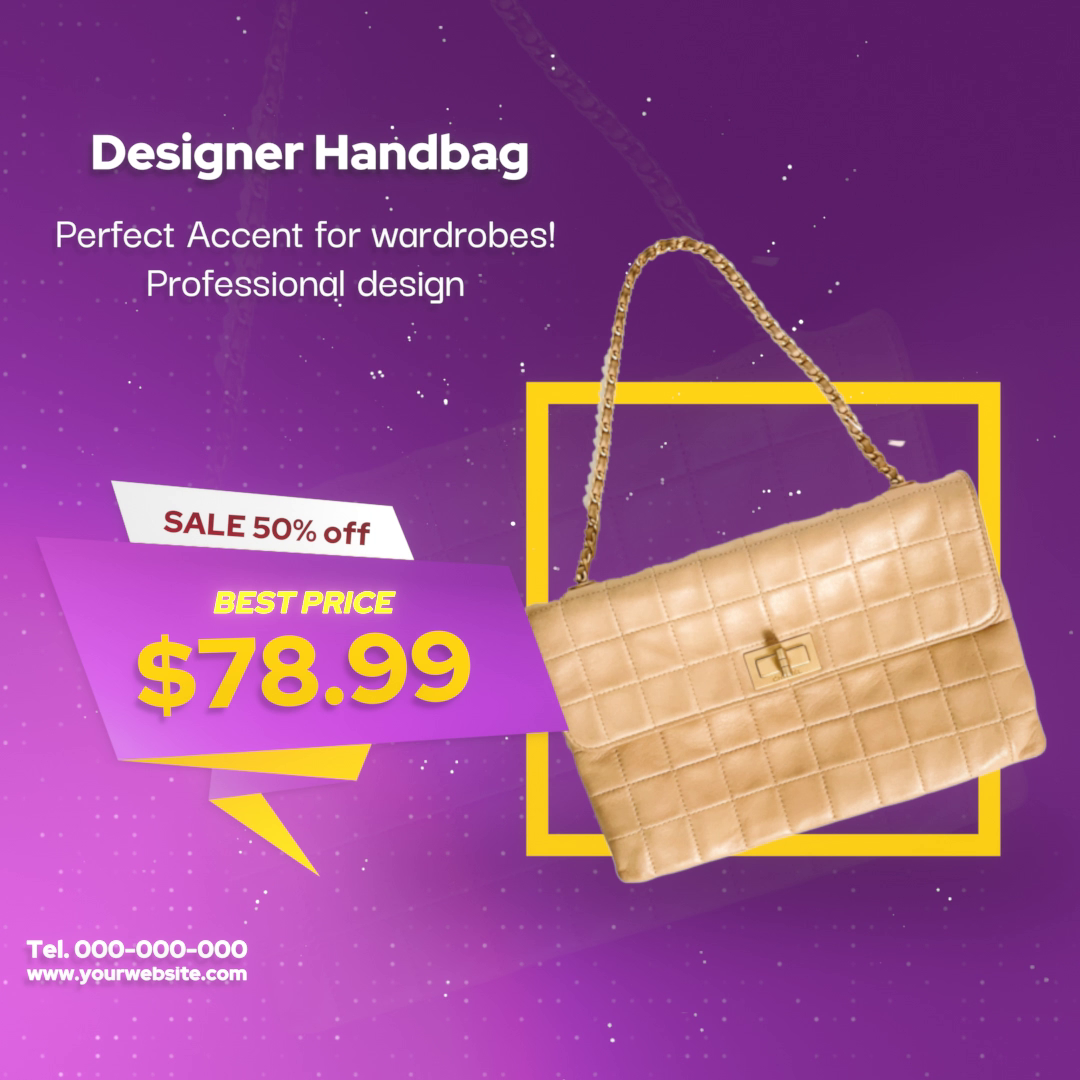 Designer Handbag
Perfect Accent for wardrobes!
Professional design
SALE 50% off
BEST PRICE
$78.99
Tel. 000-000-000
www.yourwebsite.com